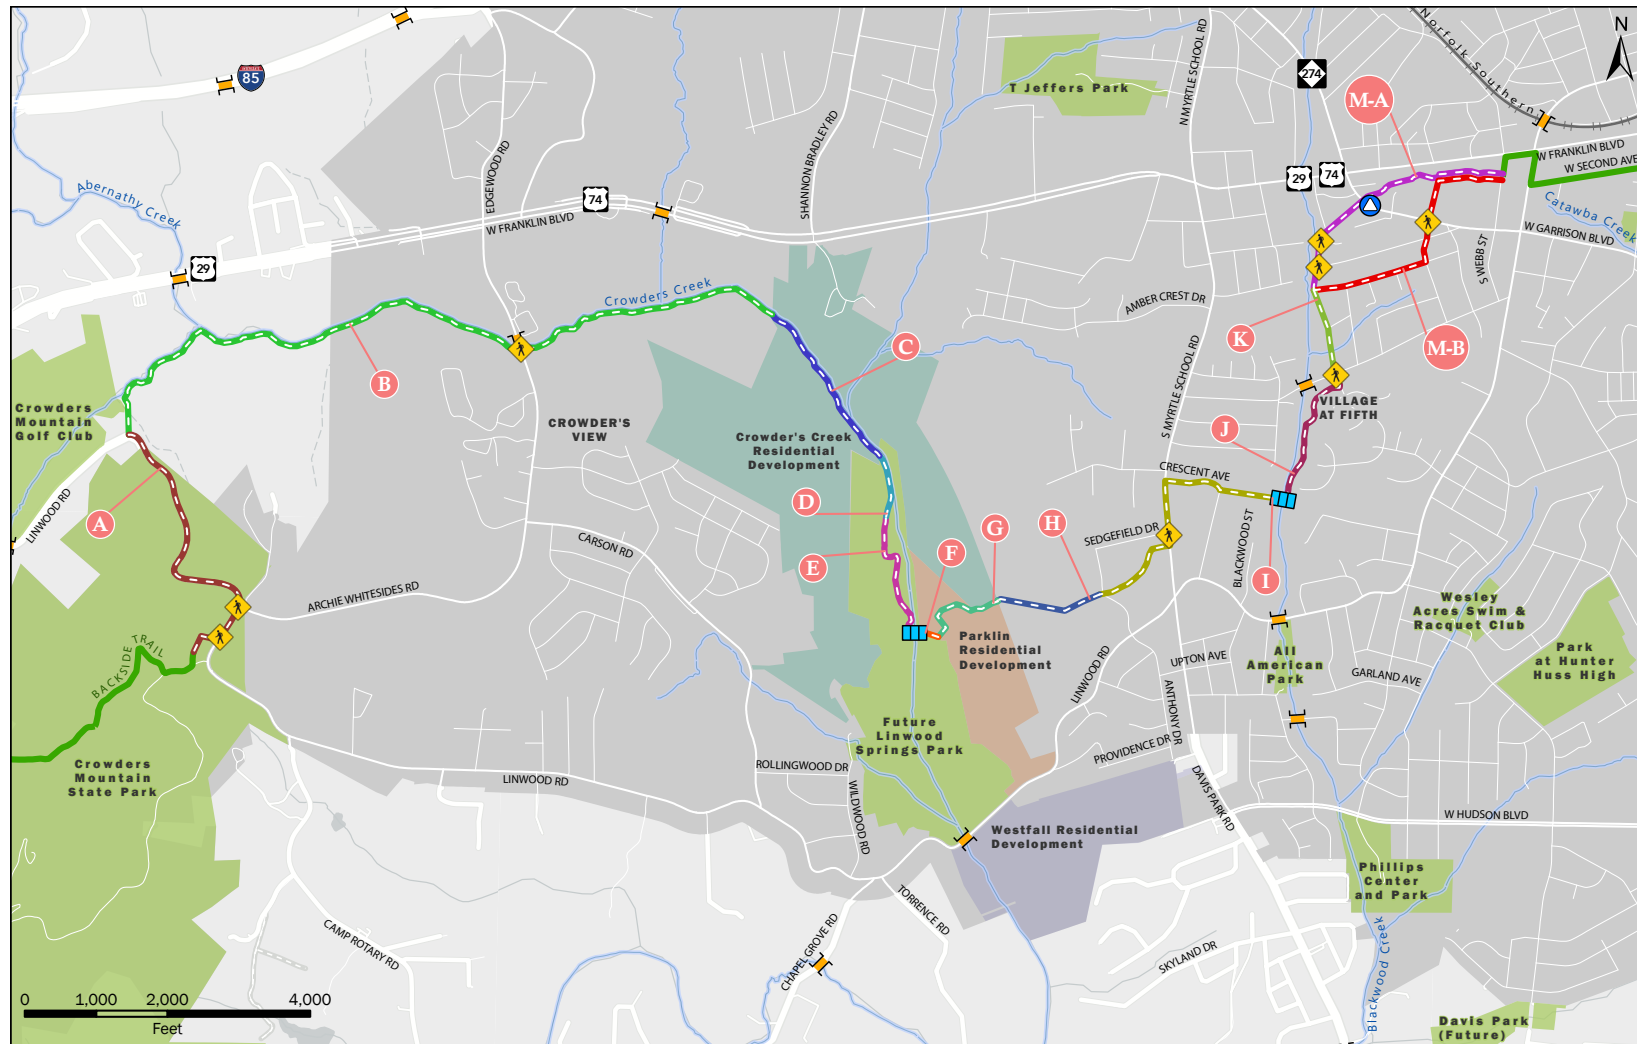 N
Norfolk Southern
85
274
T Jeffers Park
N MYRTLE SCHOOL RD
M-A
SHANNON BRADLEY RD
EDGEWOOD RD
W FRANKLIN BLVD
W SECOND AVE
29
74
Abernathy Creek
74
W FRANKLIN BLVD
Catawba Creek
W GARRISON BLVD
S WEBB ST
29
Crowders Creek
AMBER CREST DR
K
M-B
C
B
S MYRTLE SCHOOL RD
Crowders
Mountain
Golf Club
CROWDER'S
VIEW
VILLAGE
AT FIFTH
Crowder's Creek
Residential
Development
J
CRESCENT AVE
LINWOOD RD
A
D
G
H
SEDGEFIELD DR
BLACKWOOD ST
CARSON RD
E
F
I
ARCHIE WHITESIDES RD
Wesley
Acres Swim &
Racquet Club
Parklin
Residential
Development
BACKSIDE TRAIL
LINWOOD RD
UPTON AVE
All
American
Park
GARLAND AVE
Park
at Hunter
Huss High
ANTHONY DR
Future
Linwood
Springs Park
PROVIDENCE DR
Crowders
Mountain
State Park
LINWOOD RD
ROLLINGWOOD DR
WILDWOOD RD
DAVIS PARK RD
W HUDSON BLVD
Westfall Residential
Development
Phillips
Center
and Park
TORRENCE RD
CAMP ROTARY RD
CHAPEL GROVE RD
SKYLAND DR
Blackwood Creek
0 1,000 2,000 4,000
Feet
Davis Park
(Future)